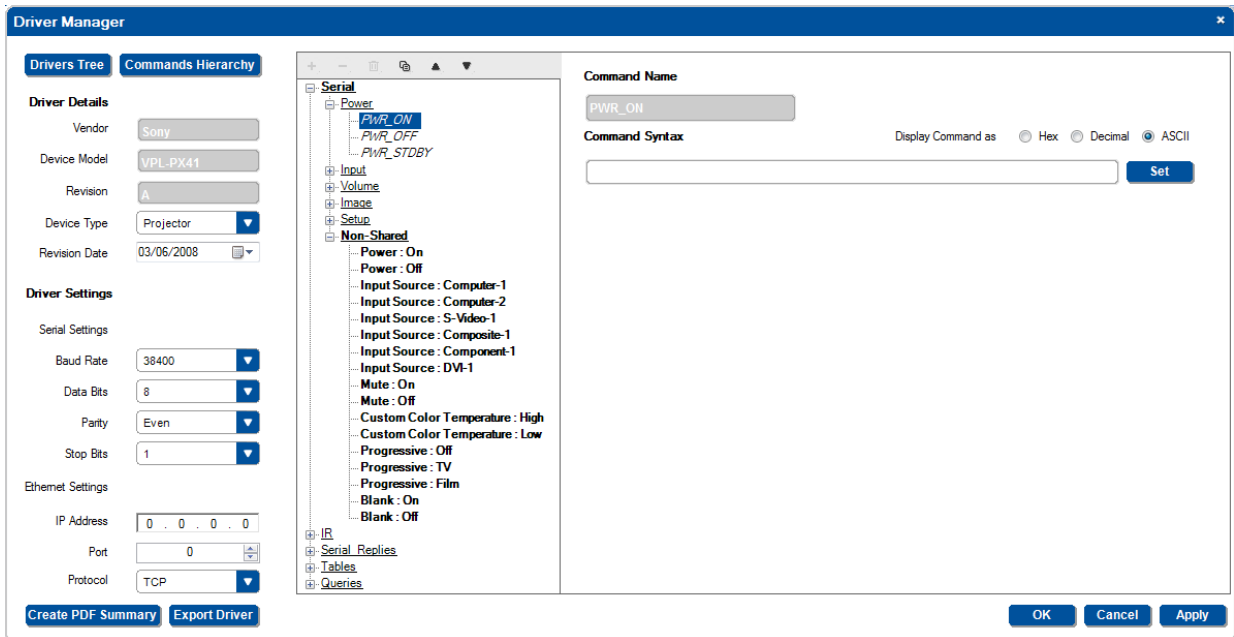 Driver Manager
Drivers Tree
Commands Hierarchy
Driver Details
Vendor
Sony
Device Model
VPL-PX41
Revision
A
Device Type
Projector
Revision Date
03/06/2008
Driver Settings
Serial Settings
Baud Rate
38400
Data Bits
8
Parity
Even
Stop Bits
1
Ethernet Settings
IP Address
0 . 0 . 0 . 0
Port
0
Protocol
TCP
Create PDF Summary
Export Driver
Serial
Power
PWR_ON
PWR_OFF
PWR_STDBY
Input
Volume
Image
Setup
Non-Shared
Power : On
Power : Off
Input Source : Computer-1
Input Source : Computer-2
Input Source : S-Video-1
Input Source : Composite-1
Input Source : Component-1
Input Source : DVI-1
Mute : On
Mute : Off
Custom Color Temperature : High
Custom Color Temperature : Low
Progressive : Off
Progressive : TV
Progressive : Film
Blank : On
Blank : Off
IR
Serial Replies
Tables
Queries
Command Name
PWR_ON
Command Syntax
Display Command as
Hex
Decimal
ASCII
Set
OK
Cancel
Apply